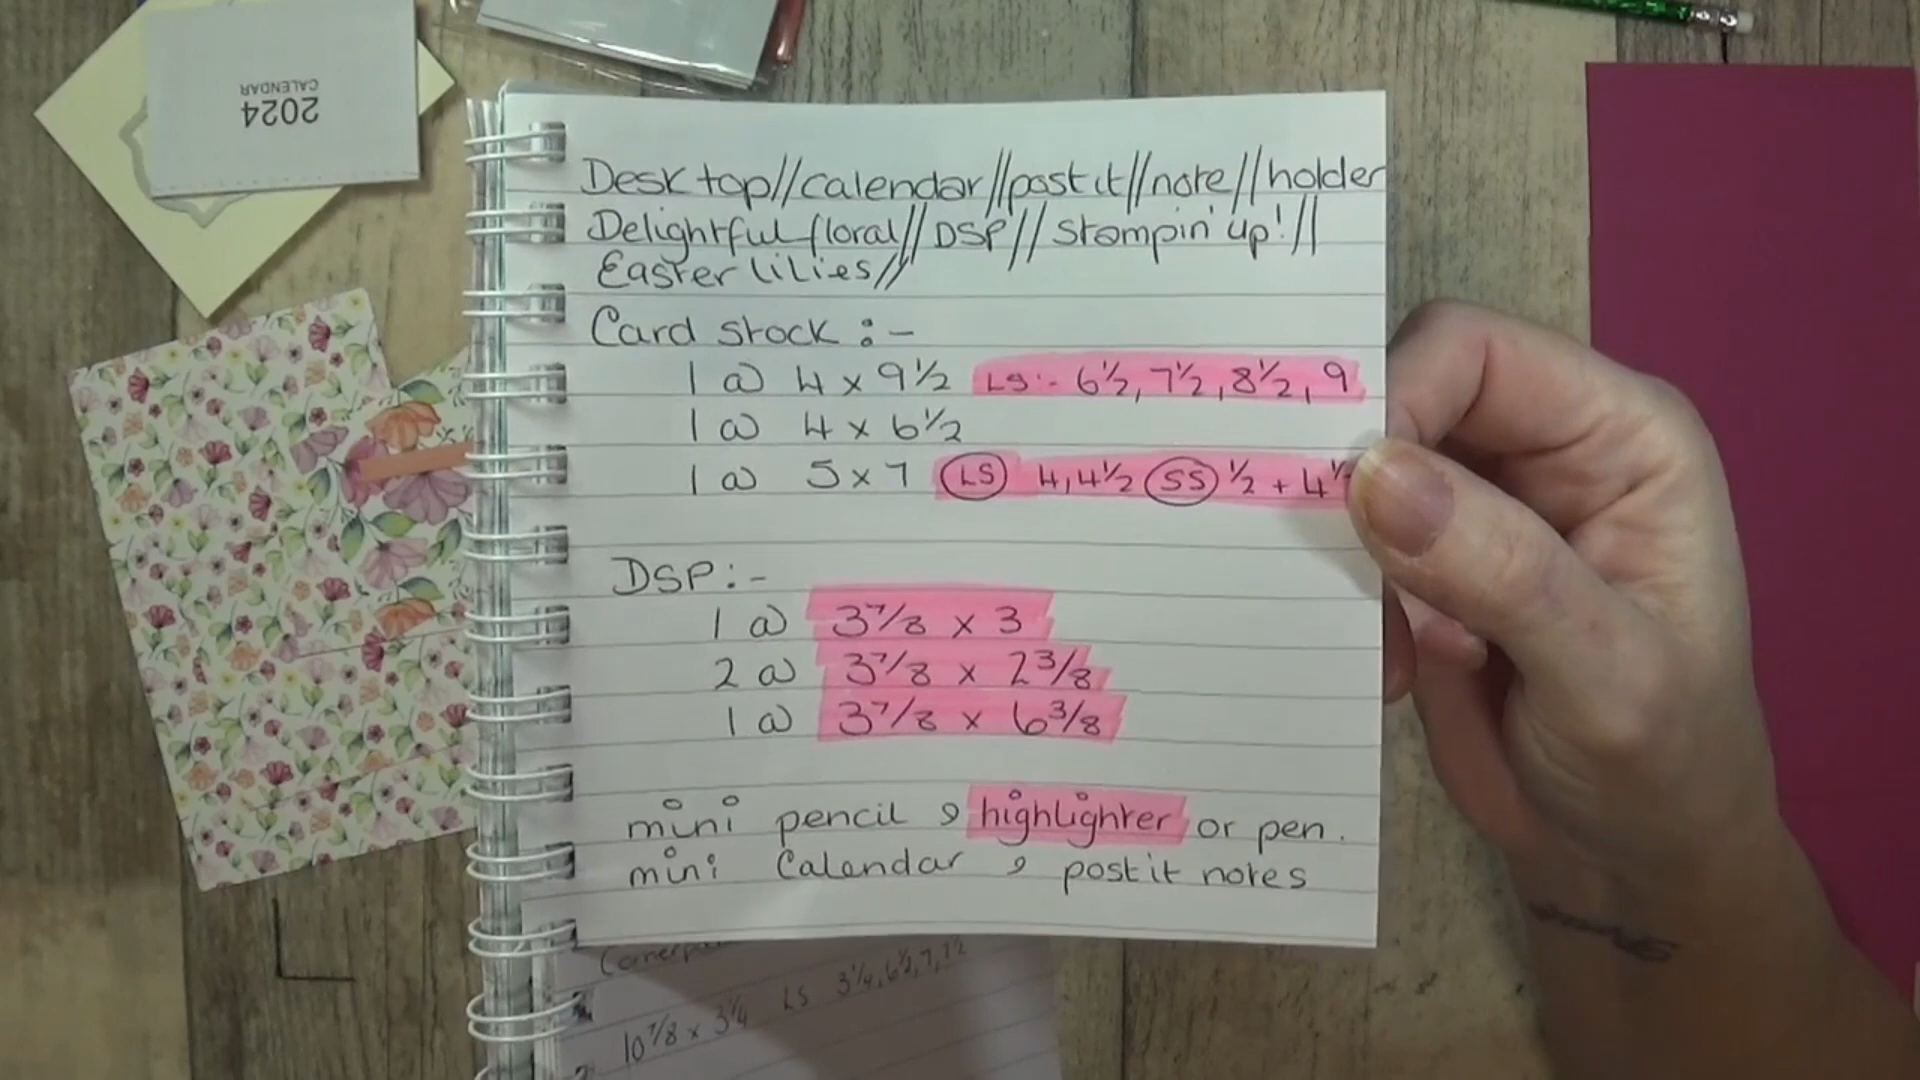 2024
CALENDAR
Desk top//calendar//post it//note//holder
Delightful floral//DSP//Stampin' up!//
Easter lilies//
Card stock :-
1 @ 4 x 9½ LS:- 6½, 7½, 8½, 9
1 @ 4 x 6½
1 @ 5 x 7 LS 4, 4½ SS ½ + 4½
DSP:-
1 @ 3⅞ x 3
2 @ 3⅞ x 2⅜
1 @ 3⅞ x 6⅜
mini pencil & highlighter or pen.
mini Calendar & post it notes
10⅞ x 3¼ LS 3¼, 6½, 7, 7½